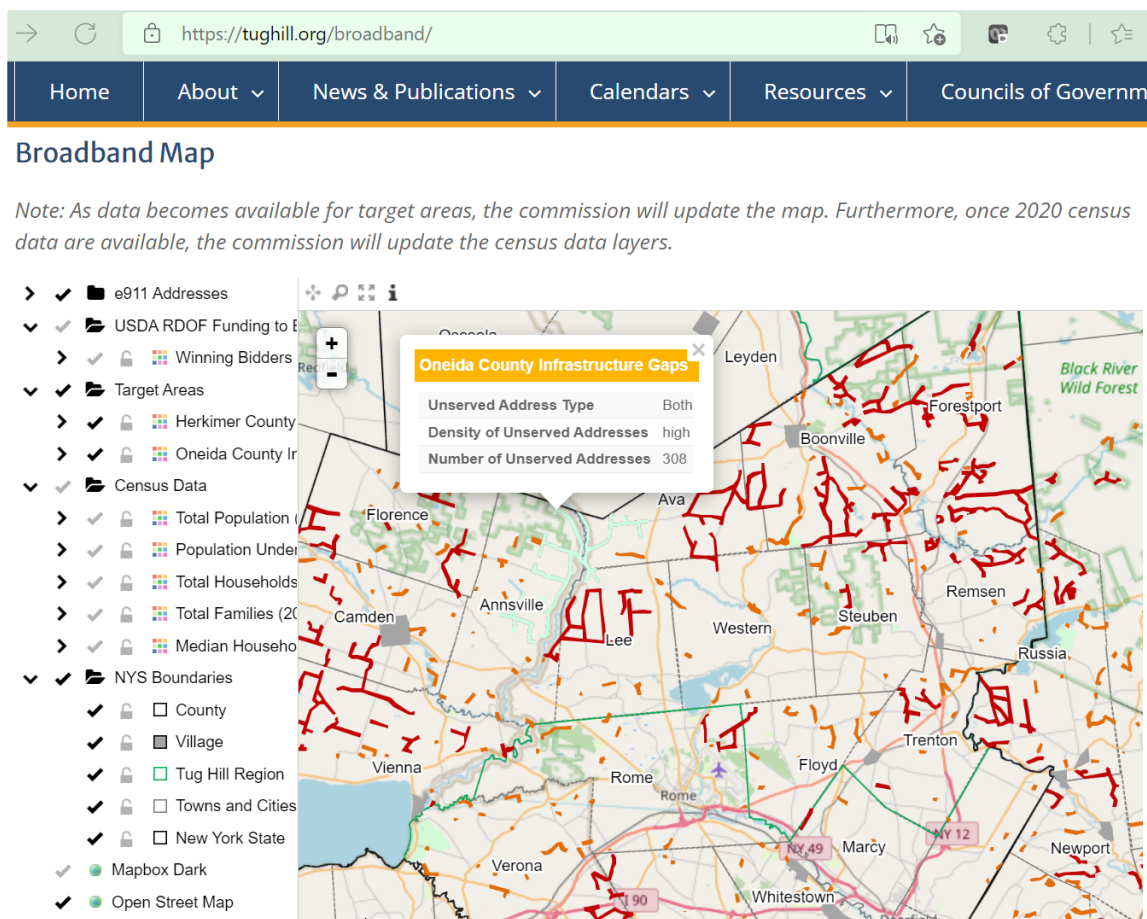 https://tughill.org/broadband/
Home About News & Publications Calendars Resources Councils of Governm
Broadband Map
Note: As data becomes available for target areas, the commission will update the map. Furthermore, once 2020 census
data are available, the commission will update the census data layers.
e911 Addresses
USDA RDOF Funding to
Winning Bidders
Target Areas
Herkimer County
Oneida County Ir
Census Data
Total Population (
Population Under
Total Households
Total Families (20
Median Househo
NYS Boundaries
County
Village
Tug Hill Region
Towns and Cities
New York State
Mapbox Dark
Open Street Map
+
-
Osceola
Redfield
Oneida County Infrastructure Gaps
Unserved Address Type Both
Density of Unserved Addresses high
Number of Unserved Addresses 308
Leyden
Black River
Wild Forest
Forestport
Boonville
Ava
Florence
Annsville
Camden
Lee
Western
Steuben
Remsen
Russia
Trenton
Vienna
Rome
Rome
Floyd
NY 12
NY 49
Marcy
Newport
Verona
I 90
Whitestown